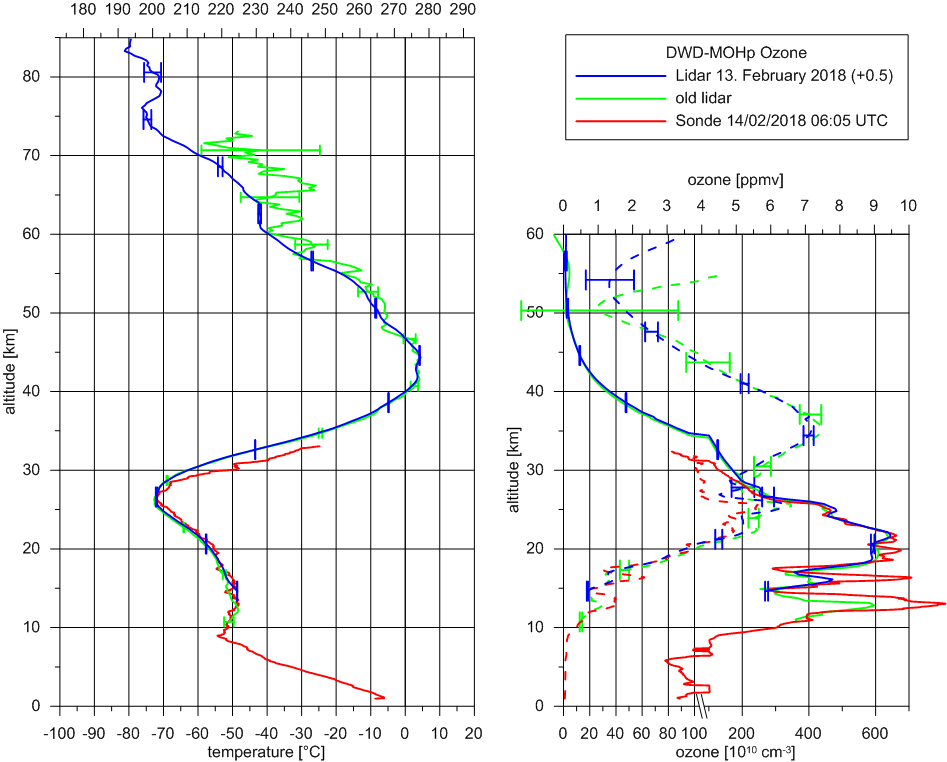 180 190 200 210 220 230 240 250 260 270 280 290
80
70
60
50
40
30
20
10
0
altitude [km]
-100 -90 -80 -70 -60 -50 -40 -30 -20 -10 0 10 20
temperature [°C]
DWD-MOHp Ozone
Lidar 13. February 2018 (+0.5)
old lidar
Sonde 14/02/2018 06:05 UTC
ozone [ppmv]
0 1 2 3 4 5 6 7 8 9 10
60
50
40
30
20
10
0
altitude [km]
0 20 40 60 80 100 200 400 600
ozone [10¹⁰ cm⁻³]